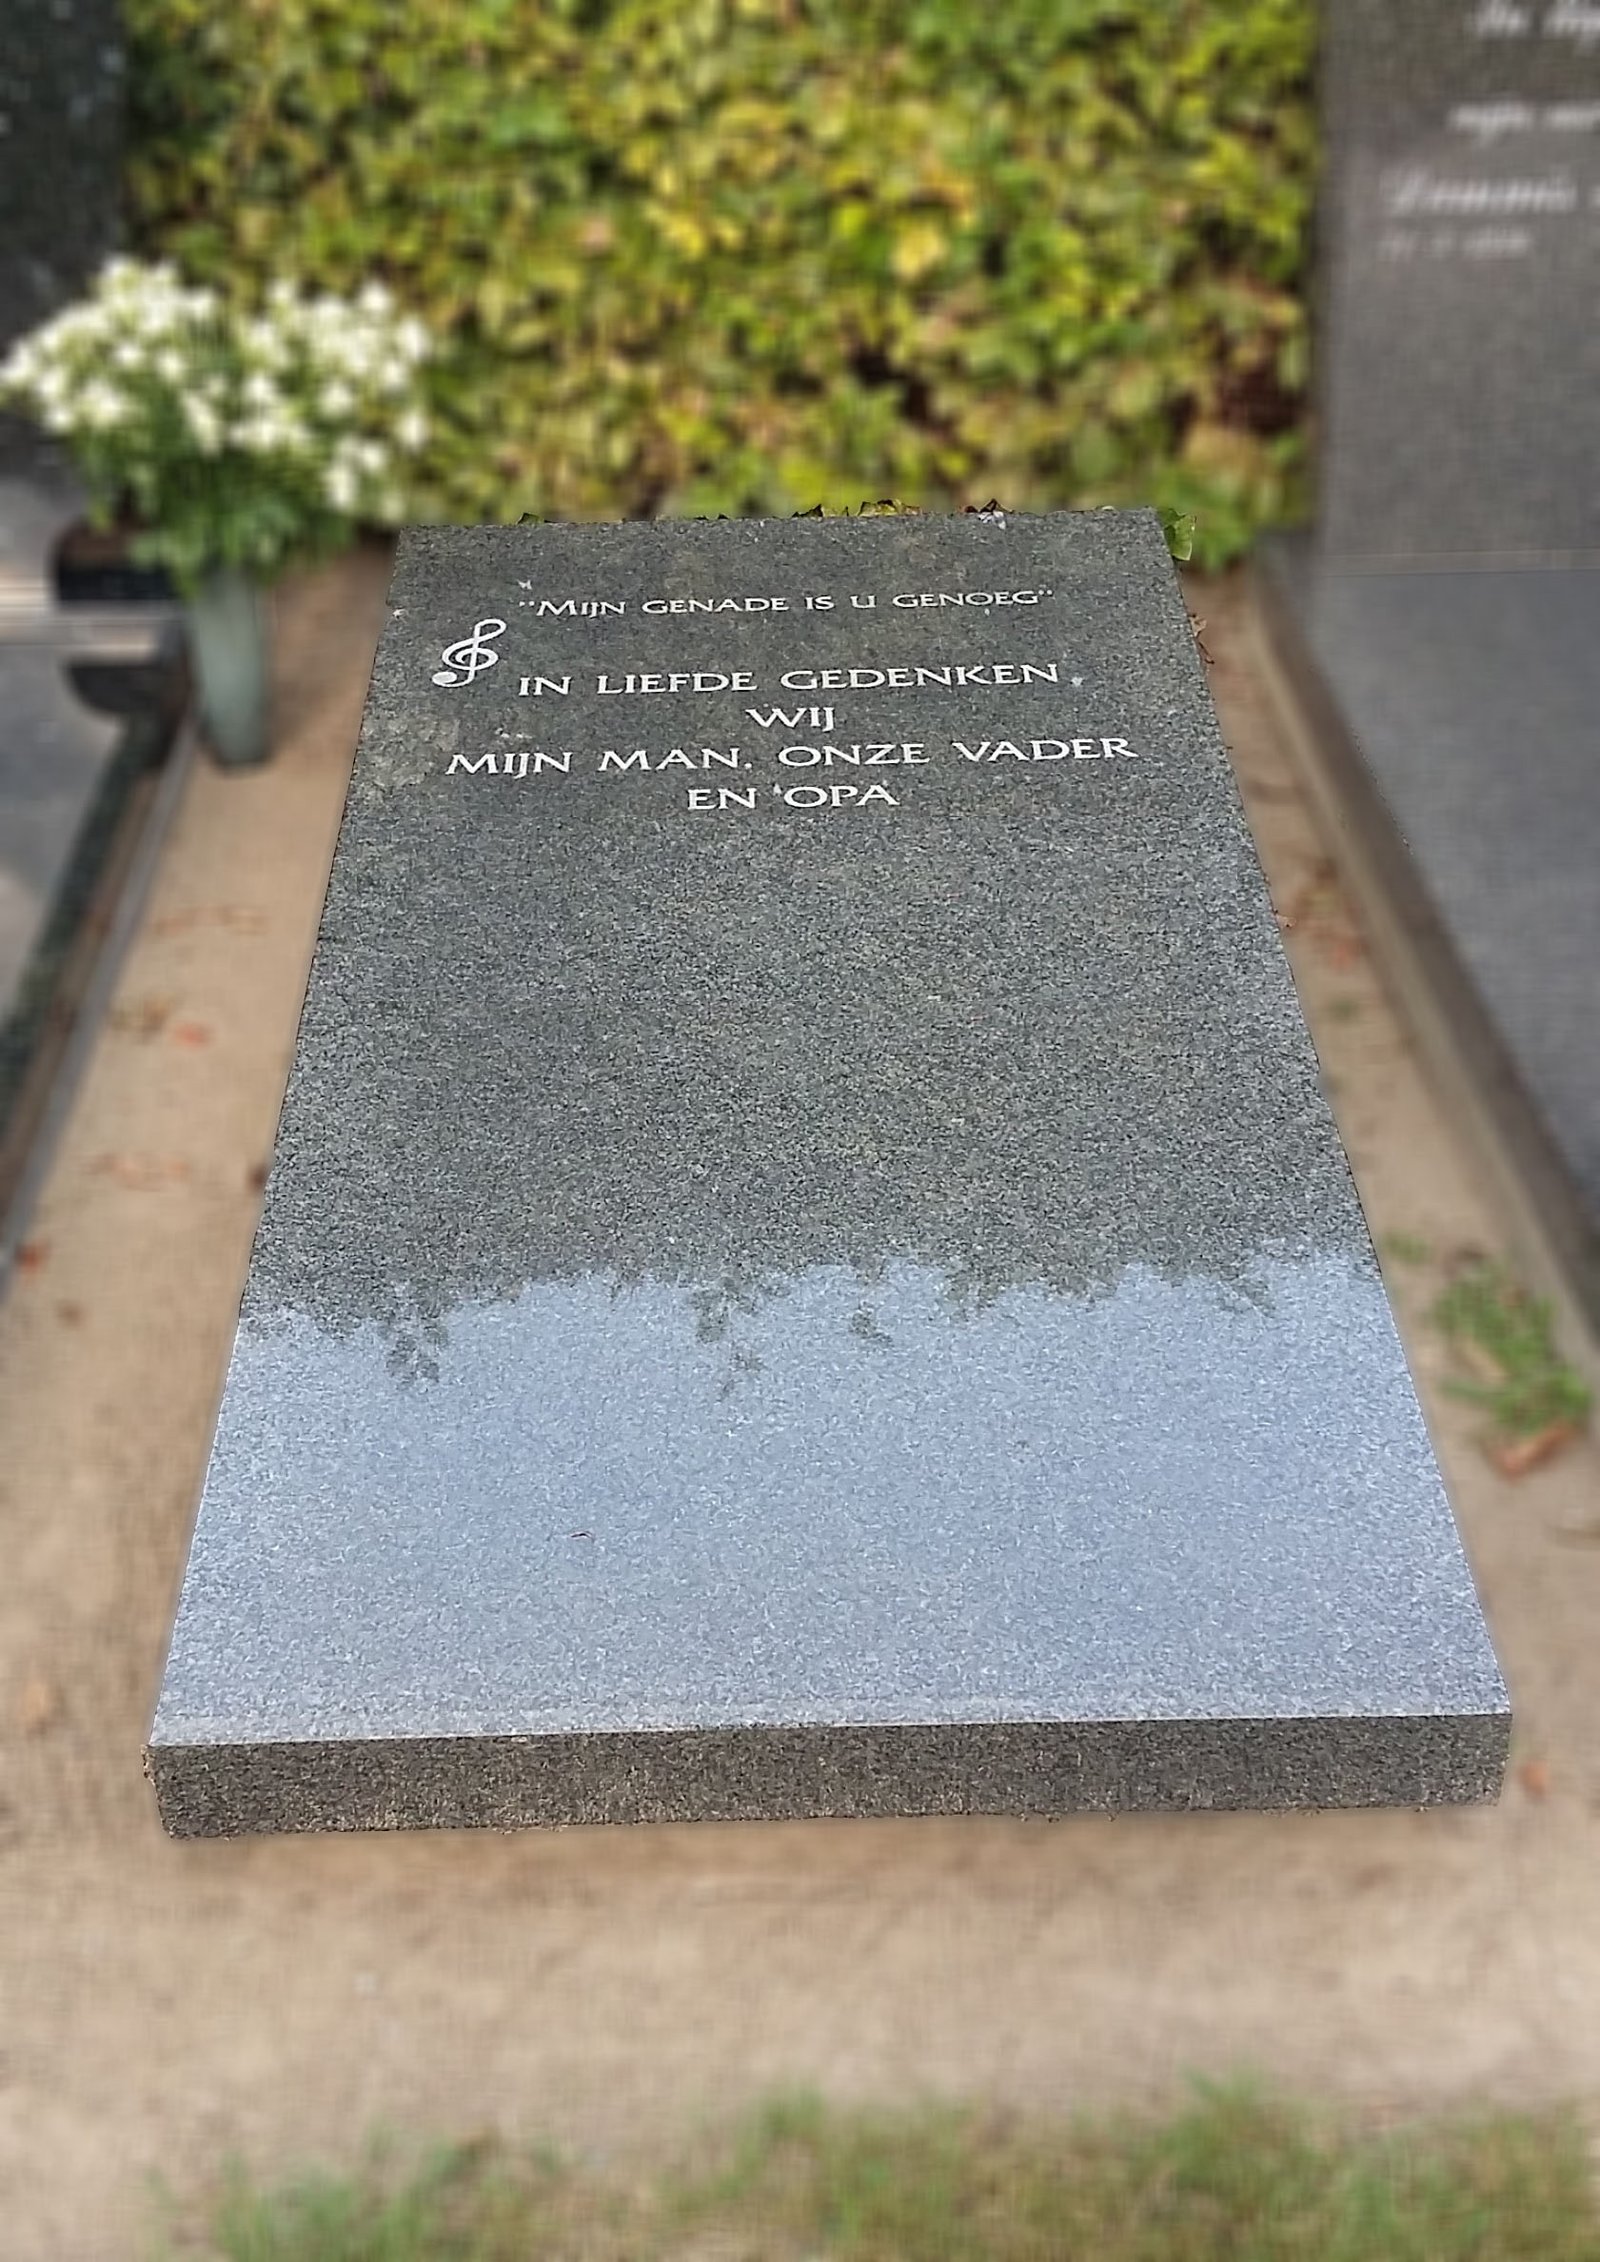 "MIJN GENADE IS U GENOEG"
IN LIEFDE GEDENKEN
WIJ
MIJN MAN, ONZE VADER
EN OPA